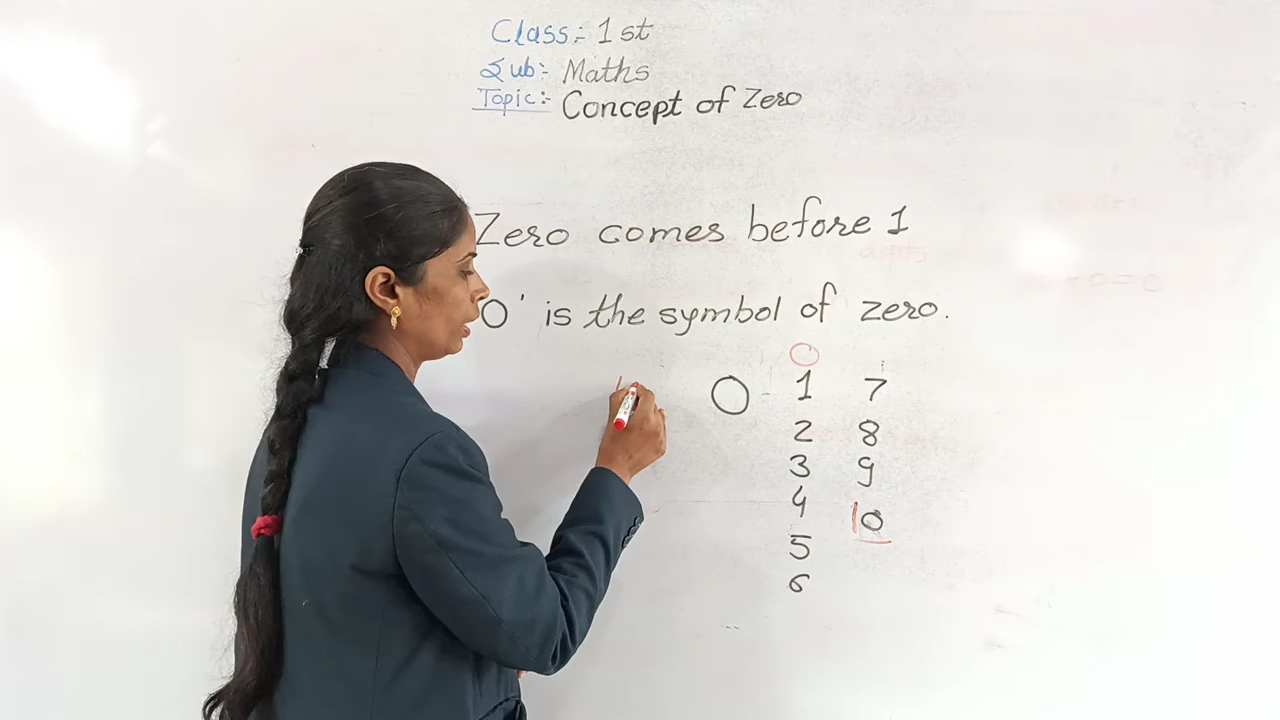 Class:- 1st
Sub:- Maths
Topic:- Concept of Zero
Zero comes before 1
0' is the symbol of zero.
0
0 - 1 7
2 8
3 9
4 10
5
6